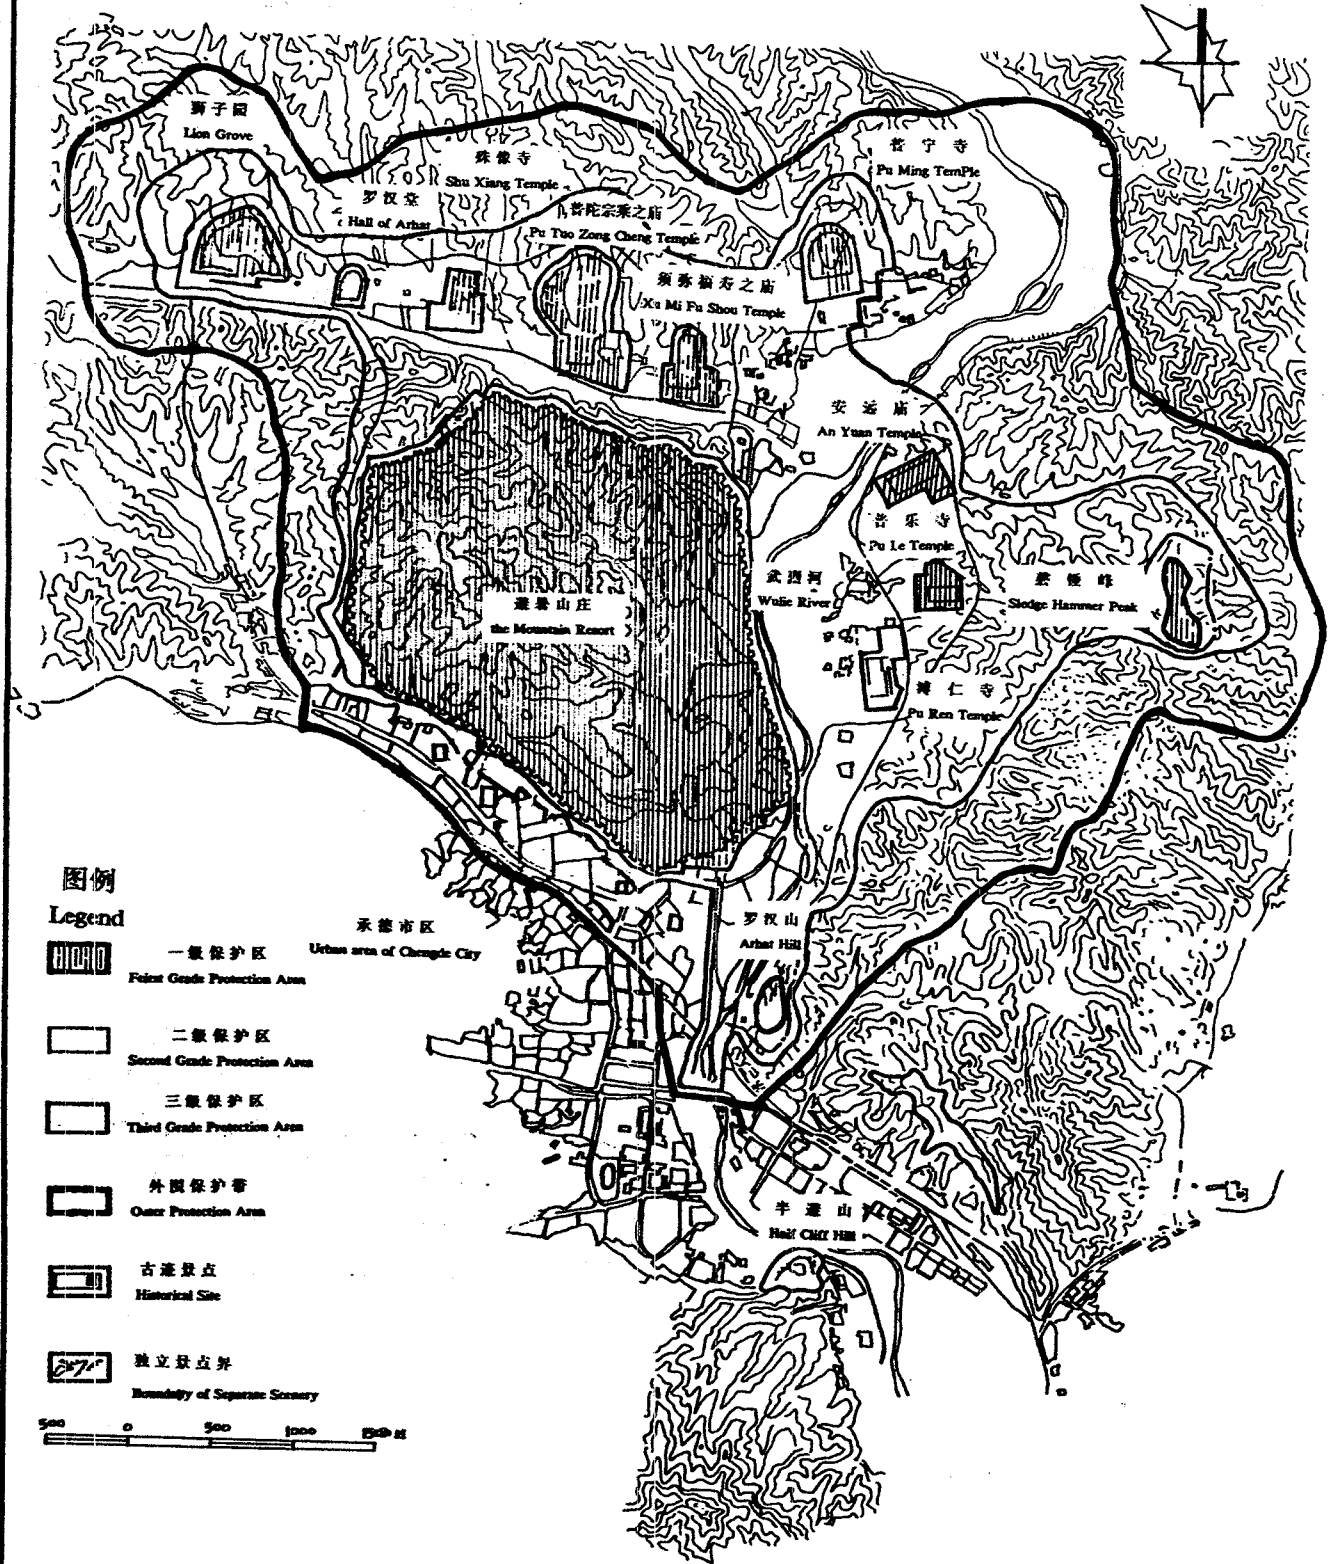 狮子园
Lion Grove
殊像寺
Shu Xiang Temple
罗汉堂
Hall of Arhat
普陀宗乘之庙
Pu Tuo Zong Cheng Temple
须弥福寿之庙
Xu Mi Fu Shou Temple
普宁寺
Pu Ming TemPle
安远庙
An Yuan Temple
普乐寺
Pu Le Temple
武烈河
Wulie River
磬锤峰
Sledge Hammer Peak
避暑山庄
the Mountain Resort
溥仁寺
Pu Ren Temple
罗汉山
Arhat Hill
承德市区
Urban area of Chengde City
半避山
Half Cliff Hill
图例
Legend
一级保护区
Feirst Grade Protection Area
二级保护区
Second Grade Protection Area
三级保护区
Third Grade Protection Area
外围保护带
Outer Protection Area
古迹景点
Historical Site
独立景点界
Boundary of Separate Scenery
500 0 500 1000 1500 M